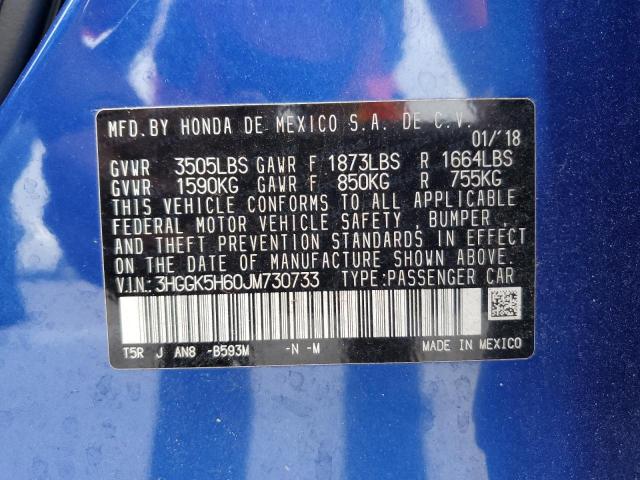 MFD. BY HONDA DE MEXICO S.A. DE C.V.
01/'18
GVWR 3505LBS GAWR F 1873LBS R 1664LBS
GVWR 1590KG GAWR F 850KG R 755KG
THIS VEHICLE CONFORMS TO ALL APPLICABLE
FEDERAL MOTOR VEHICLE SAFETY, BUMPER,
AND THEFT PREVENTION STANDARDS IN EFFECT
ON THE DATE OF MANUFACTURE SHOWN ABOVE.
V.I.N.: 3HGGK5H60JM730733 TYPE: PASSENGER CAR
T5R J AN8 -B593M -N -M MADE IN MEXICO